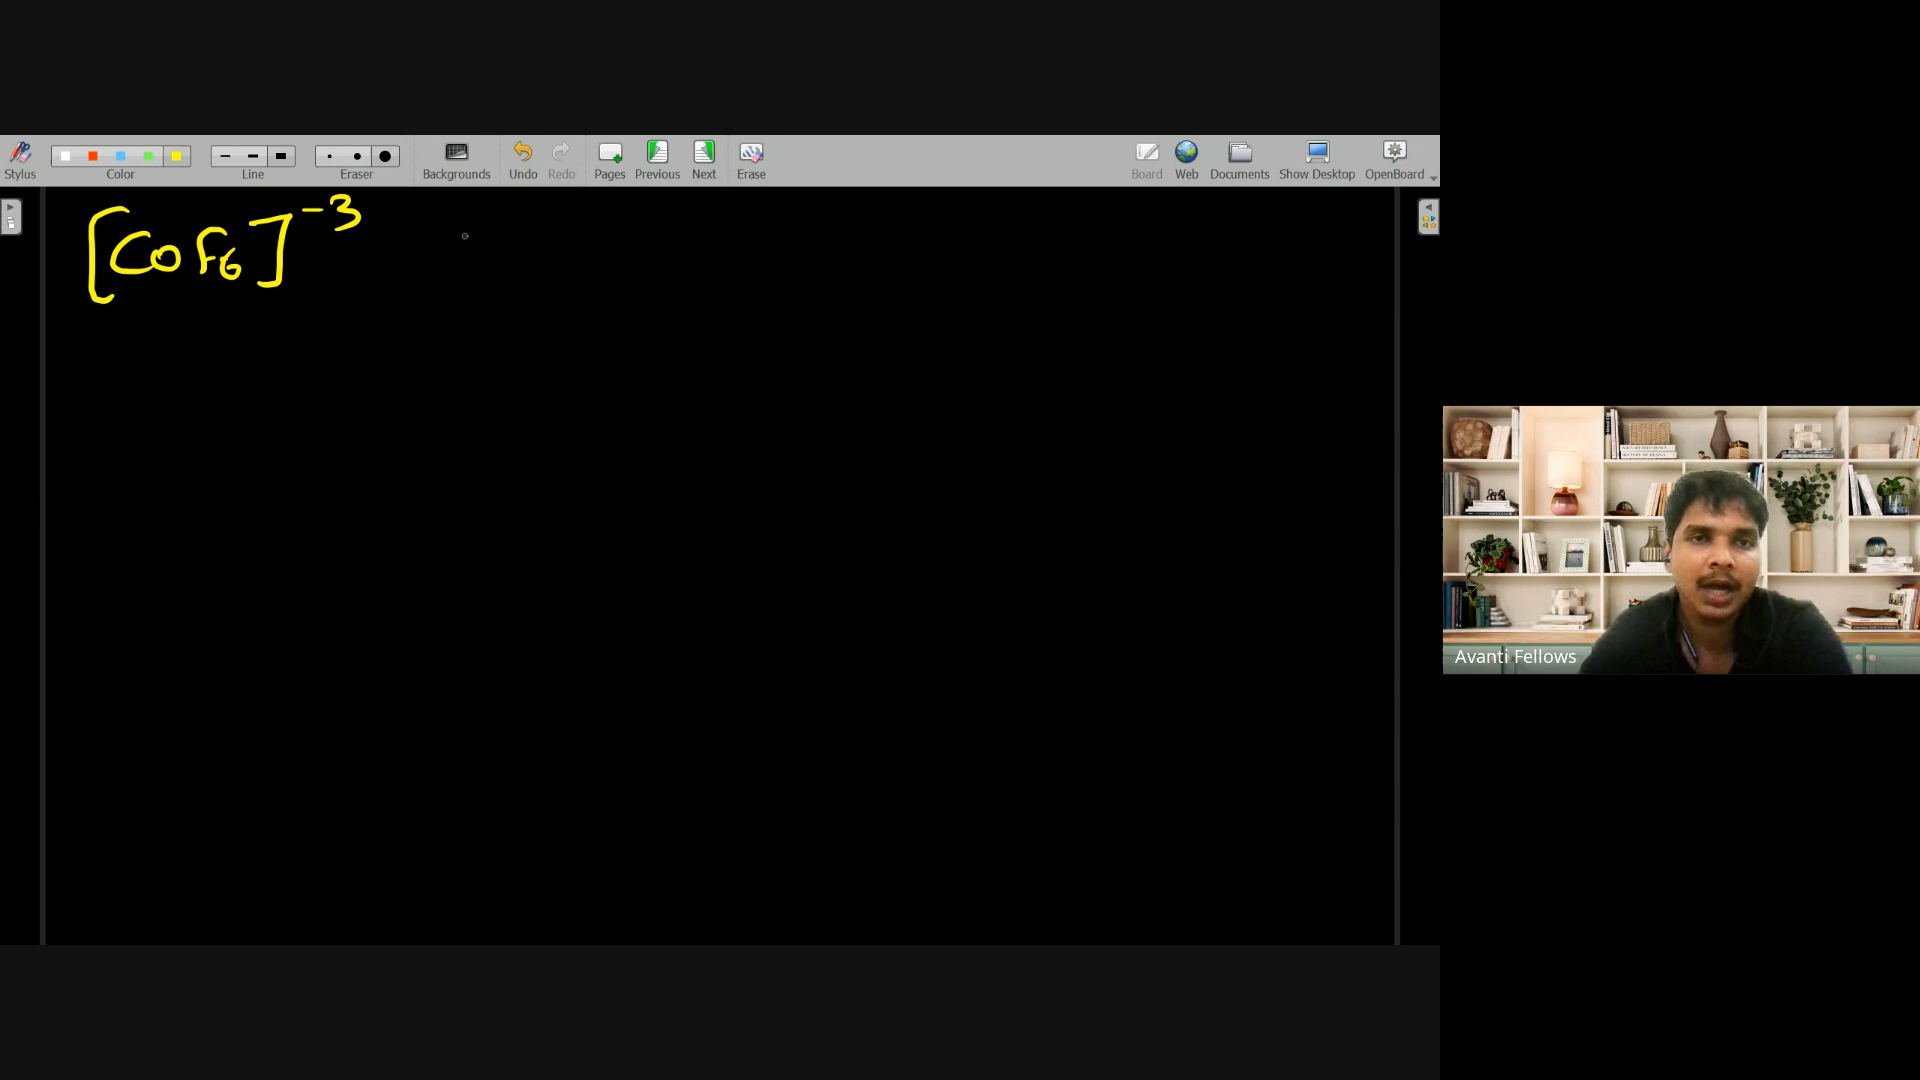 Stylus Color Line Eraser Backgrounds Undo Redo Pages Previous Next Erase Board Web Documents Show Desktop OpenBoard
[CoF6]^-3
Avanti Fellows